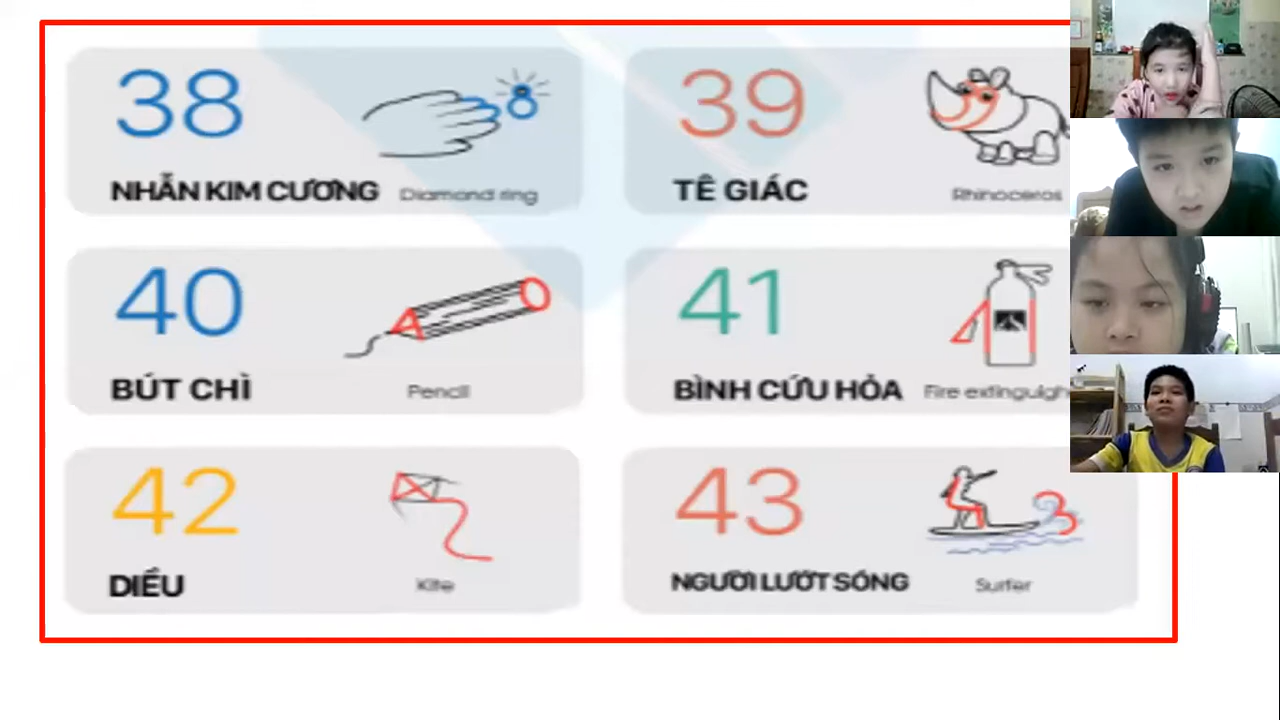 38
NHẪN KIM CƯƠNG Diamond ring
39
TÊ GIÁC Rhinoceros
40
BÚT CHÌ Pencil
41
BÌNH CỨU HỎA Fire
42
DIỀU Kite
43
NGƯỜI LƯỚT SÓNG Surfer